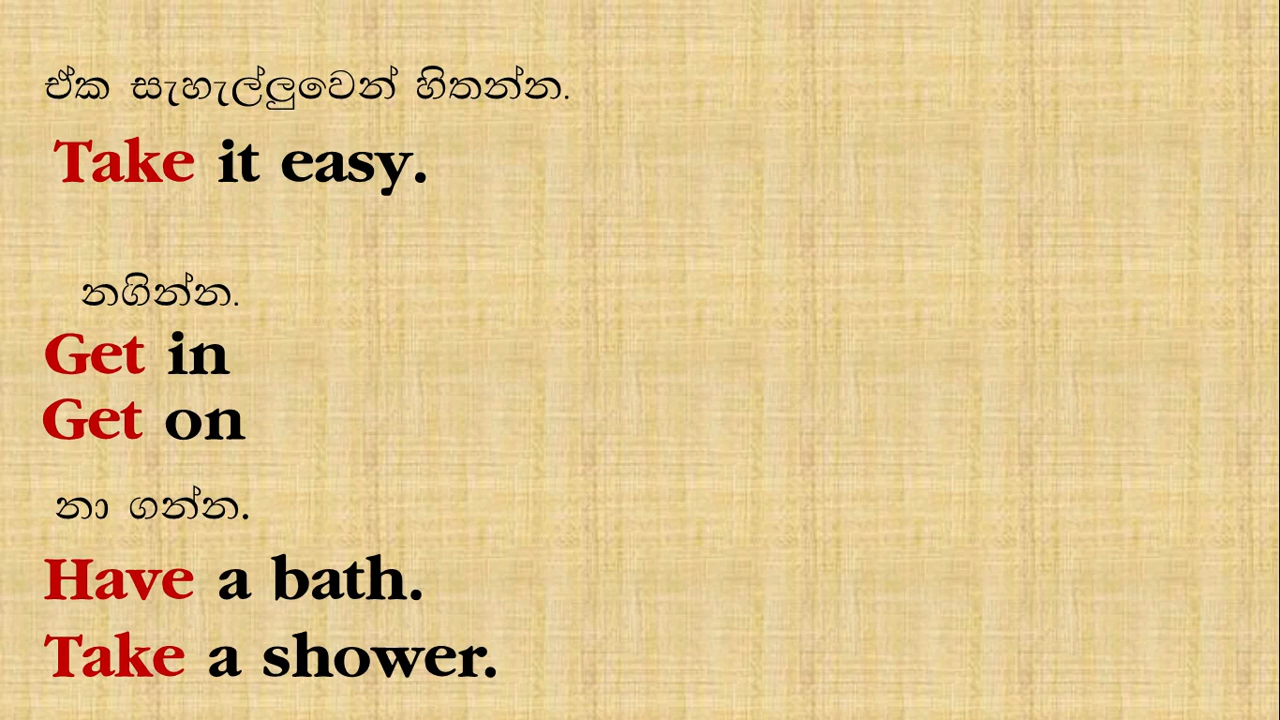 ඒක සැහැල්ලුවෙන් හිතන්න.
Take it easy.
නගින්න.
Get in
Get on
නා ගන්න.
Have a bath.
Take a shower.